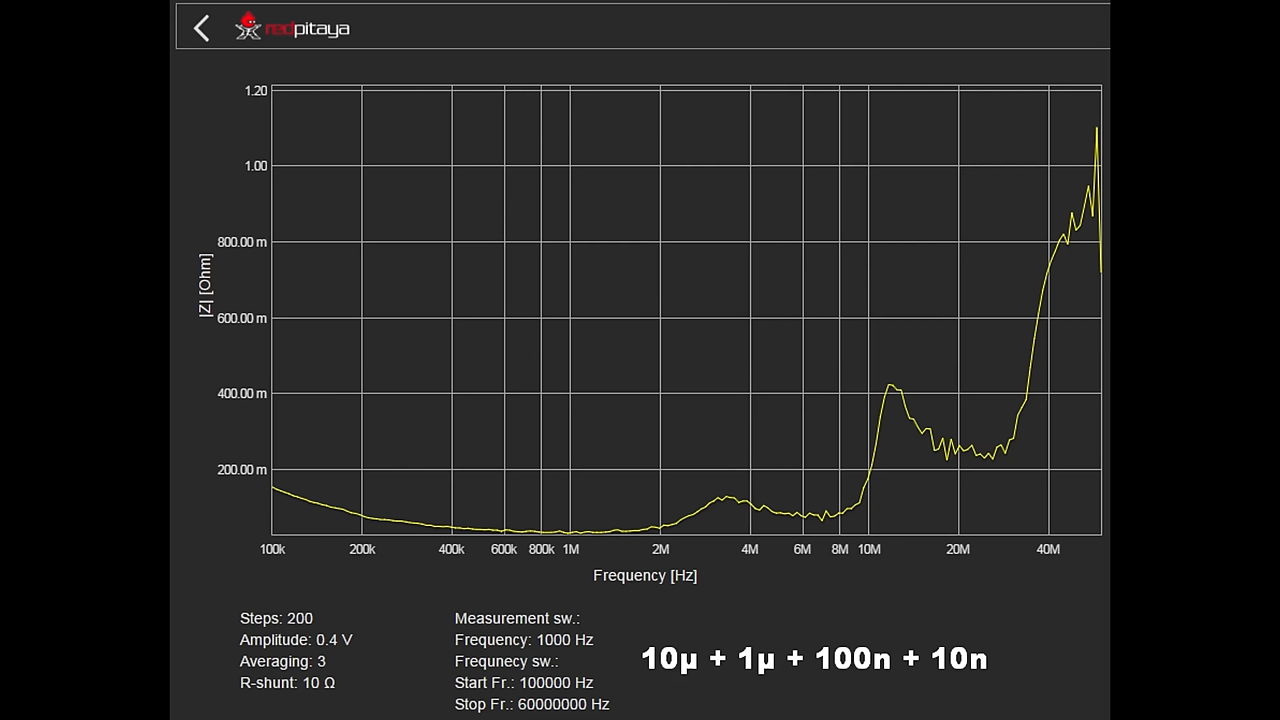 redpitaya
1.20
1.00
800.00 m
600.00 m
400.00 m
200.00 m
|Z| [Ohm]
100k 200k 400k 600k 800k 1M 2M 4M 6M 8M 10M 20M 40M
Frequency [Hz]
Steps: 200
Amplitude: 0.4 V
Averaging: 3
R-shunt: 10 Ω
Measurement sw.:
Frequency: 1000 Hz
Frequnecy sw.:
Start Fr.: 100000 Hz
Stop Fr.: 60000000 Hz
10μ + 1μ + 100n + 10n